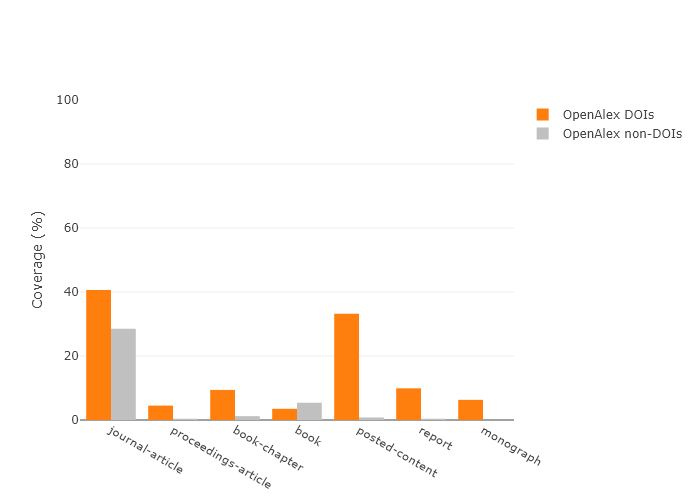 100
80
60
40
20
0
Coverage (%)
journal-article
proceedings-article
book-chapter
book
posted-content
report
monograph
OpenAlex DOIs
OpenAlex non-DOIs